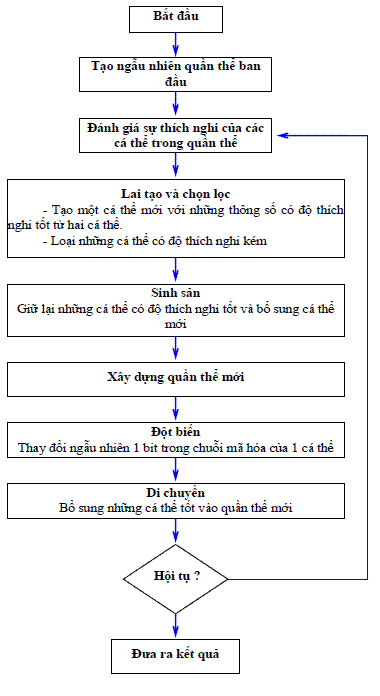 Bắt đầu
Tạo ngẫu nhiên quần thể ban
đầu
Đánh giá sự thích nghi của các
cá thể trong quần thể
Lai tạo và chọn lọc
- Tạo một cá thể mới với những thông số có độ thích
nghi tốt từ hai cá thể.
- Loại những cá thể có độ thích nghi kém
Sinh sản
Giữ lại những cá thể có độ thích nghi tốt và bổ sung cá thể
mới
Xây dựng quần thể mới
Đột biến
Thay đổi ngẫu nhiên 1 bit trong chuỗi mã hóa của 1 cá thể
Di chuyển
Bổ sung những cá thể tốt vào quần thể mới
Hội tụ ?
Đưa ra kết quả